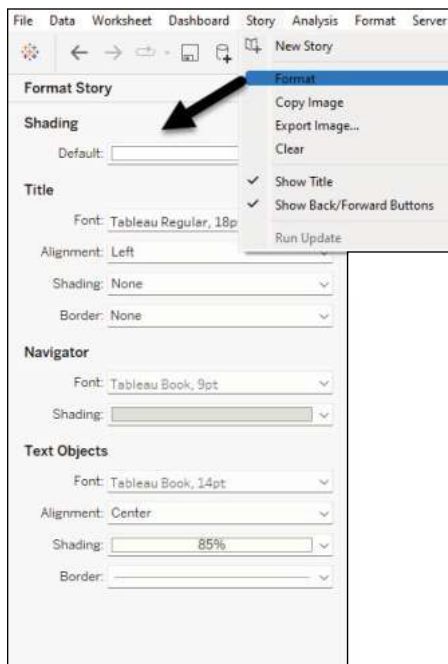 File Data Worksheet Dashboard Story Analysis Format Server
New Story
Format
Copy Image
Export Image...
Clear
Show Title
Show Back/Forward Buttons
Run Update
Format Story
Shading
Default:
Title
Font: Tableau Regular, 18p
Alignment: Left
Shading: None
Border: None
Navigator
Font: Tableau Book, 9pt
Shading:
Text Objects
Font: Tableau Book, 14pt
Alignment: Center
Shading: 85%
Border: